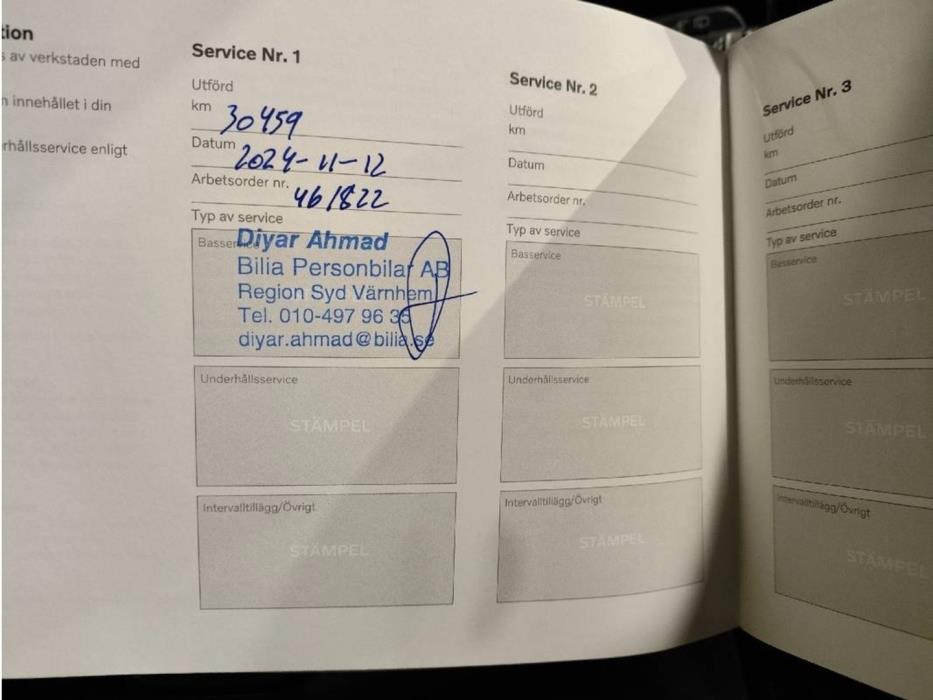 tion
s av verkstaden med
n innehållet i din
rhållsservice enligt
Service Nr. 1
Utförd
km 30459
Datum 2024-11-12
Arbetsorder nr. 461822
Typ av service
Basservice
Diyar Ahmad
Bilia Personbilar AB
Region Syd Värnhem
Tel. 010-497 96 35
diyar.ahmad@bilia.se
Underhållsservice
STÄMPEL
Intervalltillägg/Övrigt
STÄMPEL
Service Nr. 2
Utförd
km
Datum
Arbetsorder nr.
Typ av service
Basservice
STÄMPEL
Underhållsservice
STÄMPEL
Intervalltillägg/Övrigt
STÄMPEL
Service Nr. 3
Utförd
km
Datum
Arbetsorder nr.
Typ av service
Basservice
STÄMPEL
Underhållsservice
STÄMPEL
Intervalltillägg/Övrigt
STÄMPEL